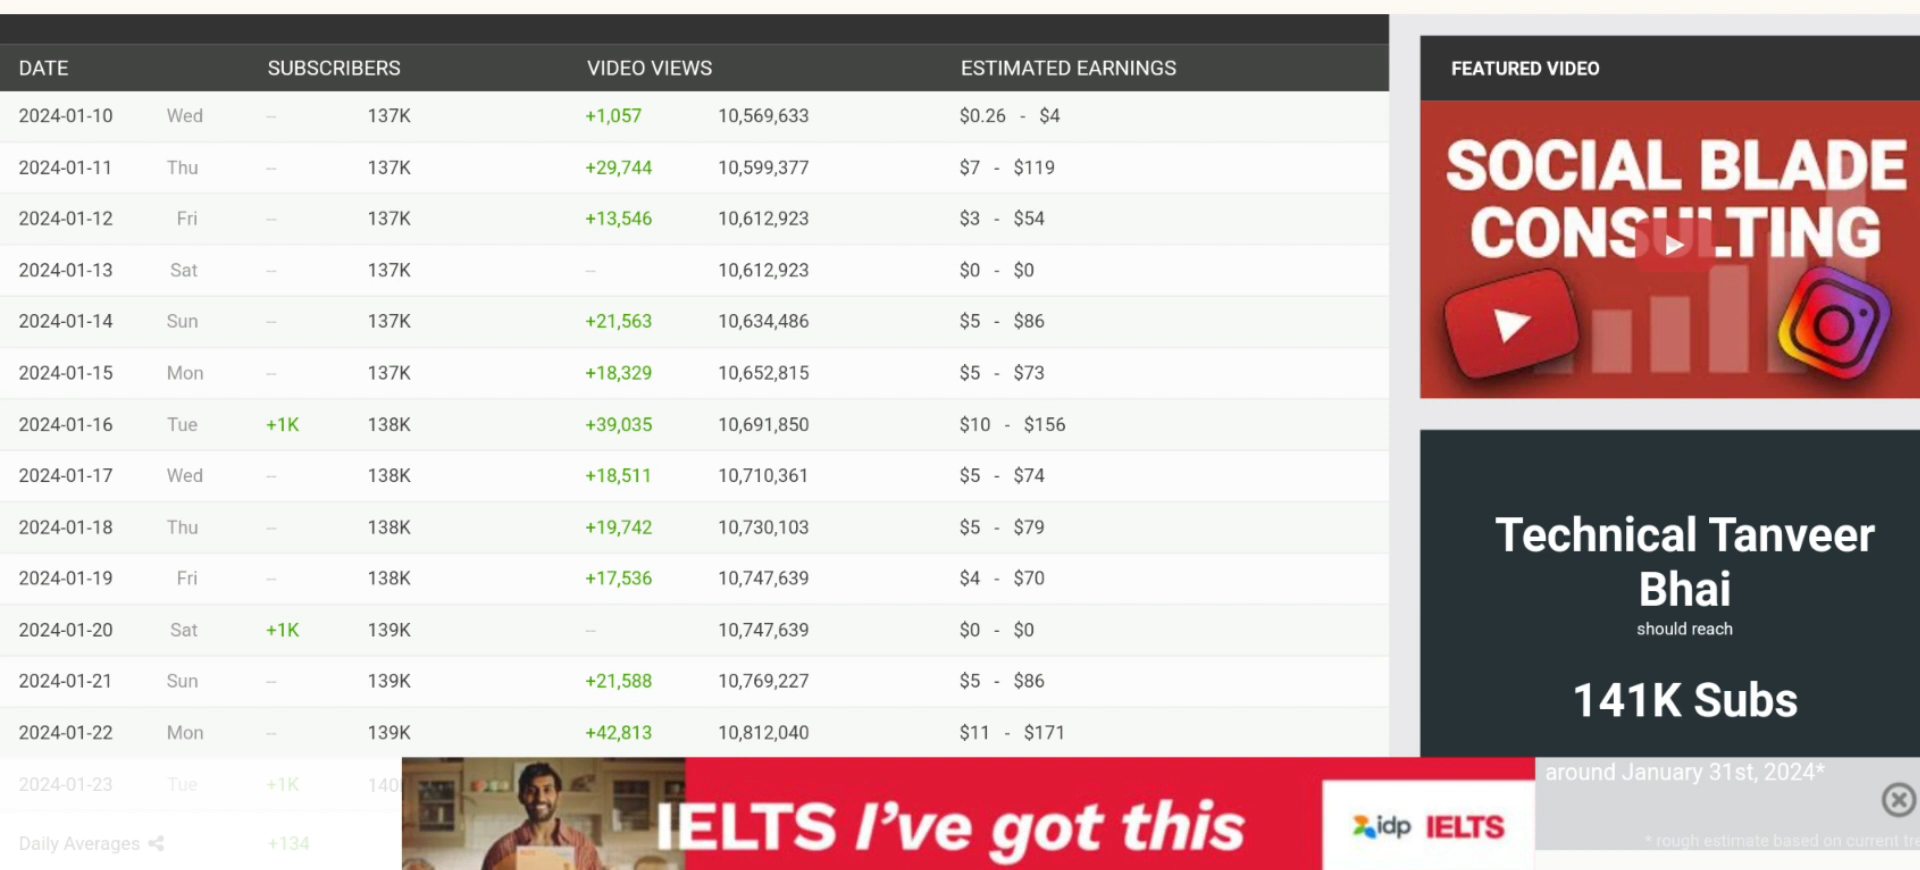 DATE SUBSCRIBERS VIDEO VIEWS ESTIMATED EARNINGS
2024-01-10 Wed -- 137K +1,057 10,569,633 $0.26 - $4
2024-01-11 Thu -- 137K +29,744 10,599,377 $7 - $119
2024-01-12 Fri -- 137K +13,546 10,612,923 $3 - $54
2024-01-13 Sat -- 137K -- 10,612,923 $0 - $0
2024-01-14 Sun -- 137K +21,563 10,634,486 $5 - $86
2024-01-15 Mon -- 137K +18,329 10,652,815 $5 - $73
2024-01-16 Tue +1K 138K +39,035 10,691,850 $10 - $156
2024-01-17 Wed -- 138K +18,511 10,710,361 $5 - $74
2024-01-18 Thu -- 138K +19,742 10,730,103 $5 - $79
2024-01-19 Fri -- 138K +17,536 10,747,639 $4 - $70
2024-01-20 Sat +1K 139K -- 10,747,639 $0 - $0
2024-01-21 Sun -- 139K +21,588 10,769,227 $5 - $86
2024-01-22 Mon -- 139K +42,813 10,812,040 $11 - $171
2024-01-23 Tue +1K 140
Daily Averages +134
FEATURED VIDEO
SOCIAL BLADE
CONSULTING
Technical Tanveer
Bhai
should reach
141K Subs
around January 31st, 2024*
* rough estimate based on current
IELTS I've got this
idp IELTS